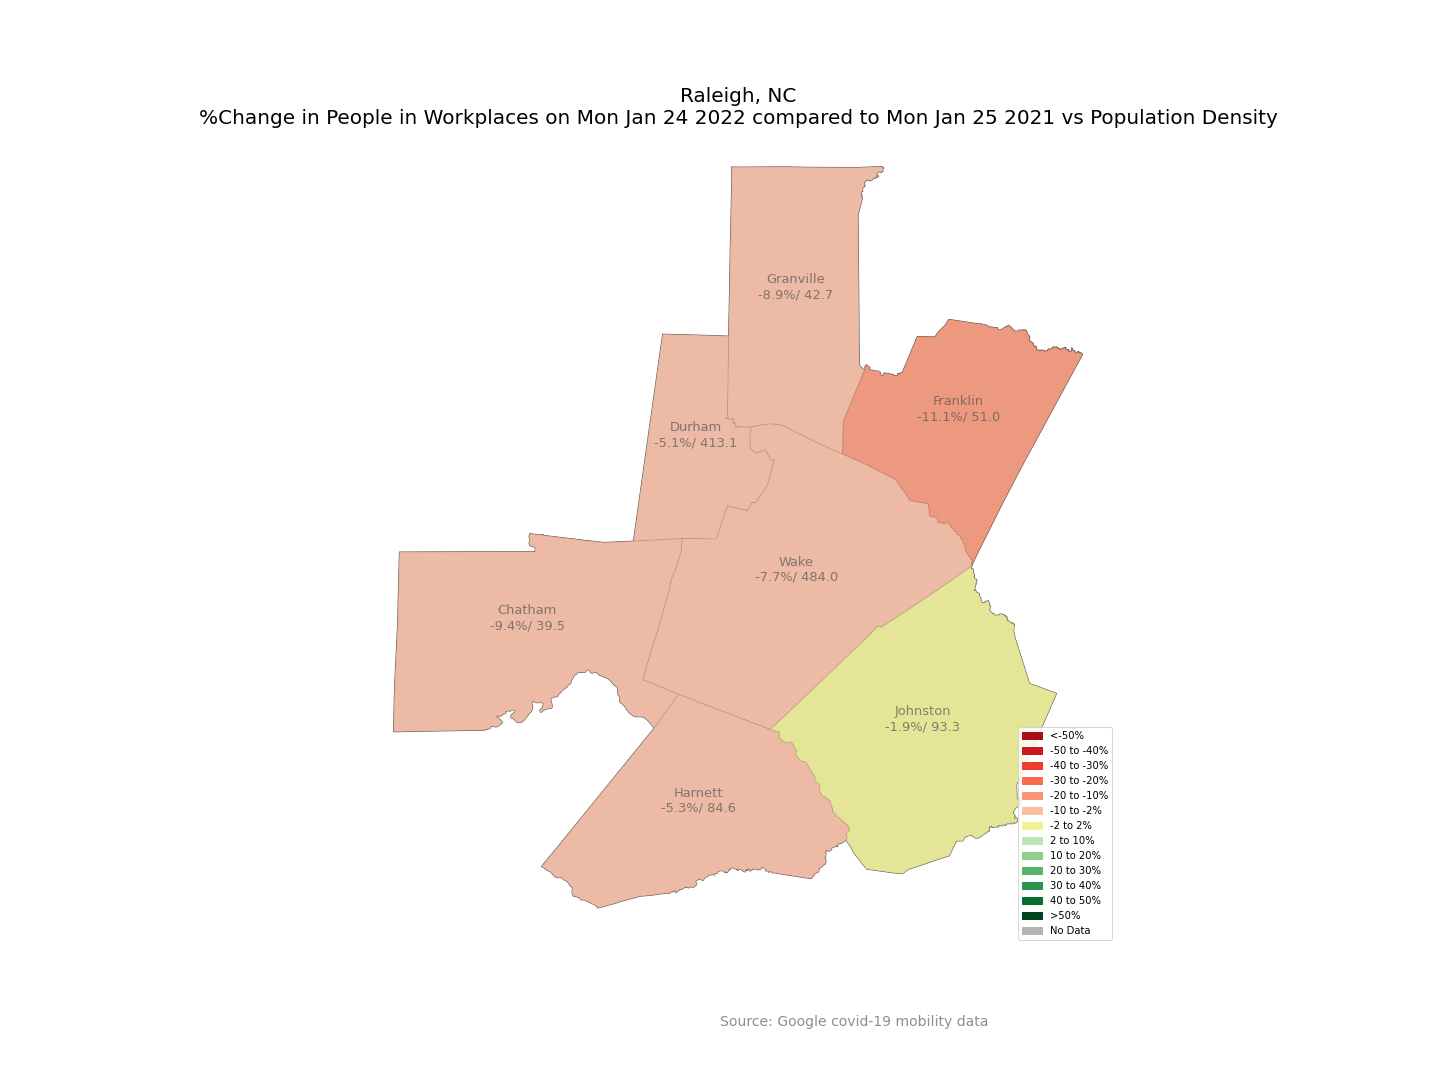 Raleigh, NC
%Change in People in Workplaces on Mon Jan 24 2022 compared to Mon Jan 25 2021 vs Population Density
Granville
-8.9%/ 42.7
Franklin
-11.1%/ 51.0
Durham
-5.1%/ 413.1
Wake
-7.7%/ 484.0
Chatham
-9.4%/ 39.5
Johnston
-1.9%/ 93.3
Harnett
-5.3%/ 84.6
<-50%
-50 to -40%
-40 to -30%
-30 to -20%
-20 to -10%
-10 to -2%
-2 to 2%
2 to 10%
10 to 20%
20 to 30%
30 to 40%
40 to 50%
>50%
No Data
Source: Google covid-19 mobility data